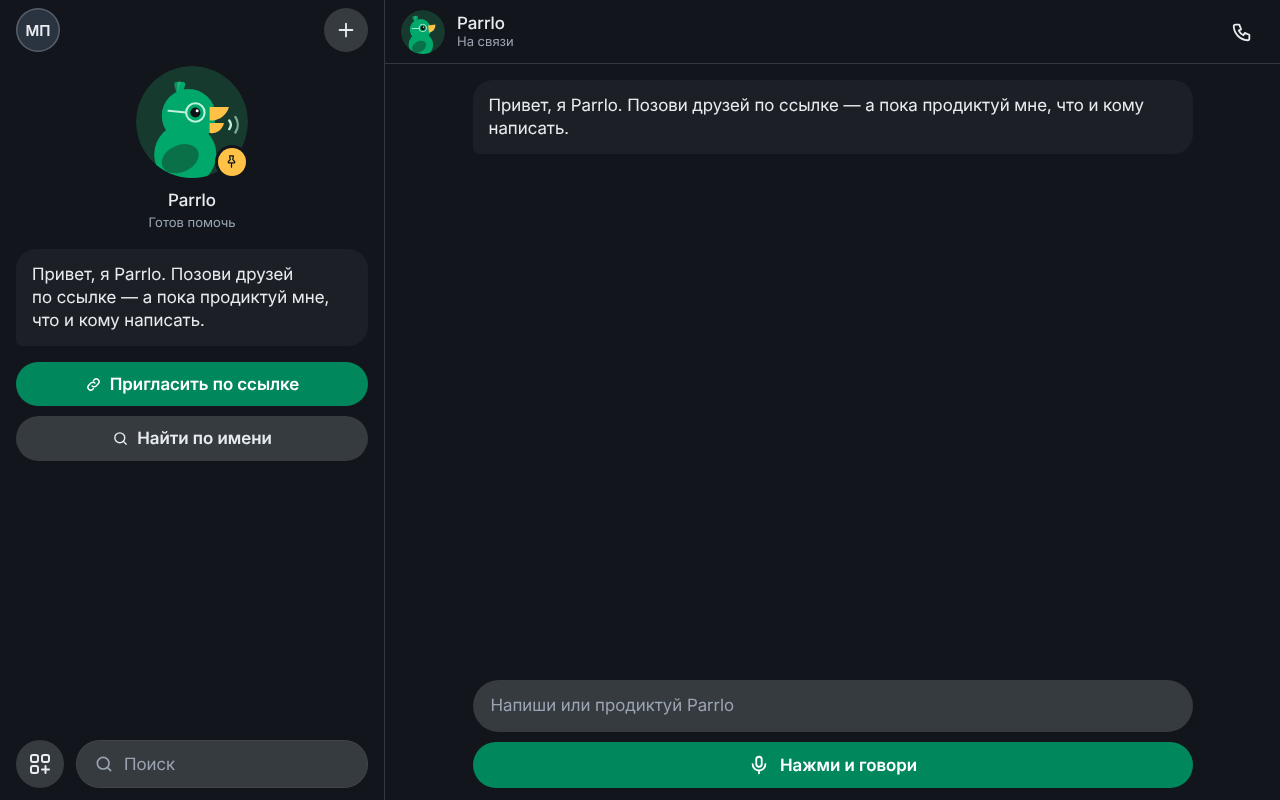 МП
Parrlo
Готов помочь
Привет, я Parrlo. Позови друзей
по ссылке — а пока продиктуй мне,
что и кому написать.
Пригласить по ссылке
Найти по имени
Поиск
Parrlo
На связи
Привет, я Parrlo. Позови друзей по ссылке — а пока продиктуй мне, что и кому
написать.
Напиши или продиктуй Parrlo
Нажми и говори